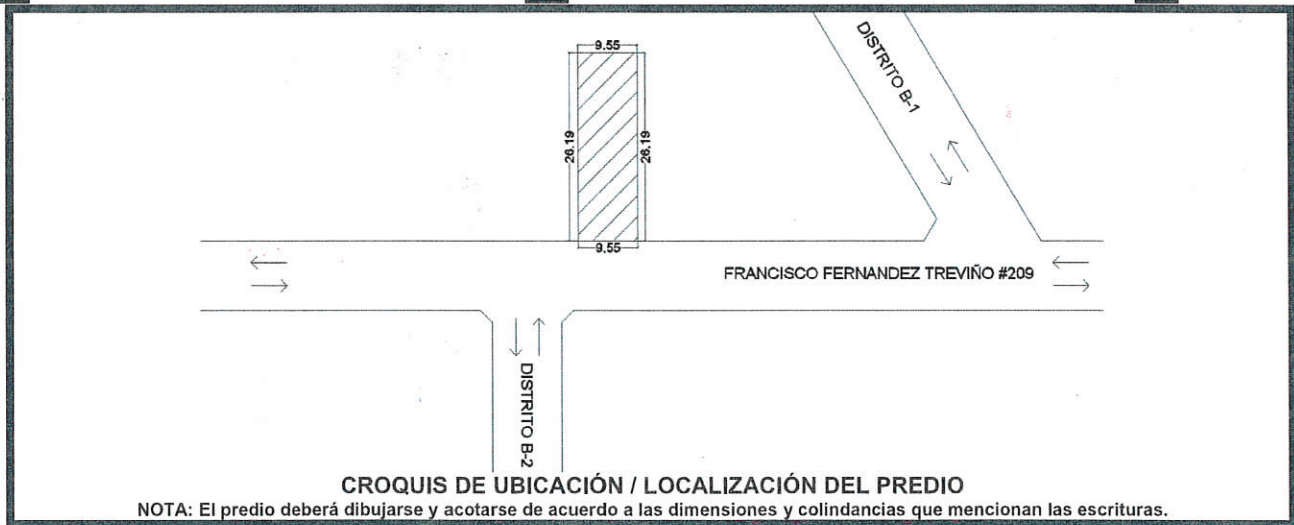 9.55
26.19
26.19
9.55
DISTRITO B-1
FRANCISCO FERNANDEZ TREVIÑO #209
DISTRITO B-2
CROQUIS DE UBICACIÓN / LOCALIZACIÓN DEL PREDIO
NOTA: El predio deberá dibujarse y acotarse de acuerdo a las dimensiones y colindancias que mencionan las escrituras.